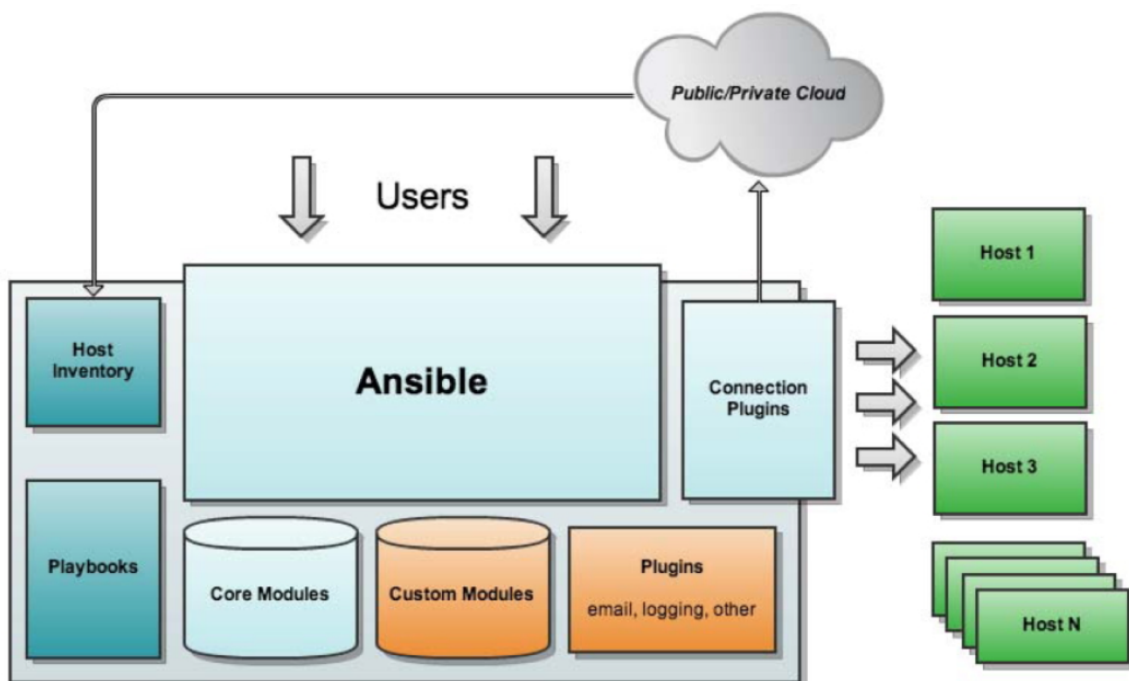 Public/Private Cloud
Users
Host 1
Host
Inventory
Ansible
Connection
Plugins
Host 2
Host 3
Playbooks
Core Modules
Custom Modules
Plugins
email, logging, other
Host N